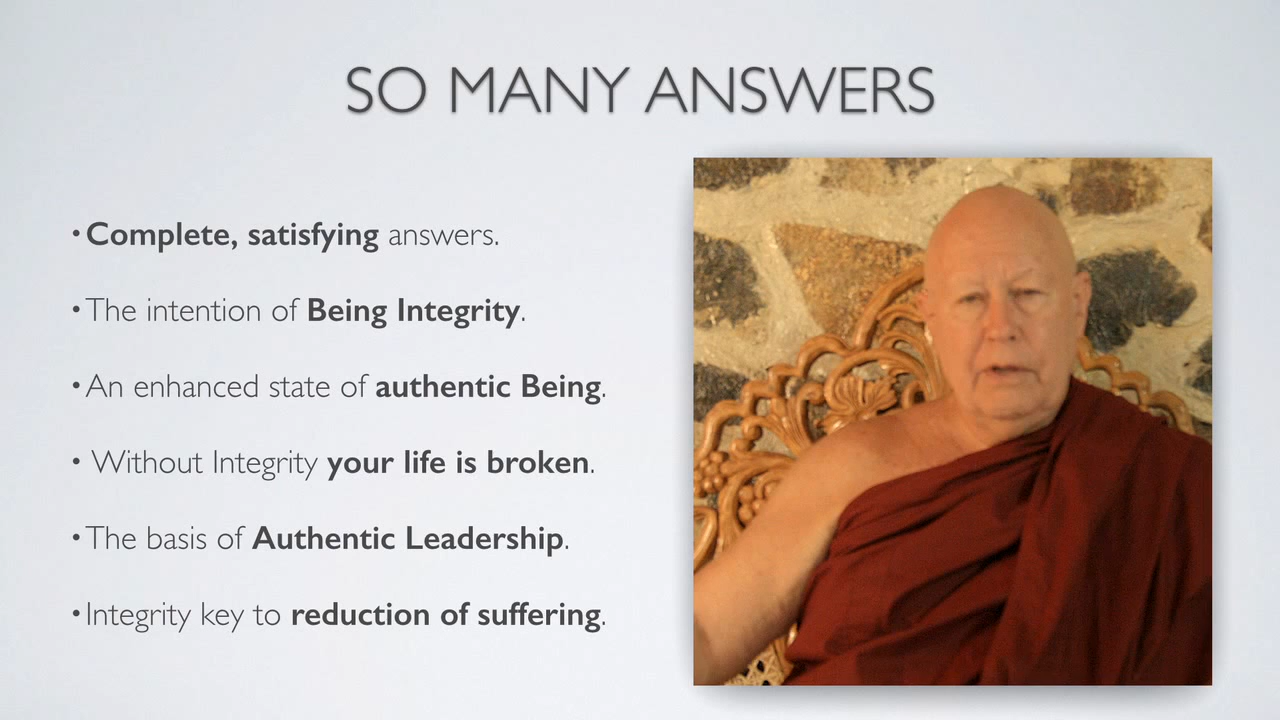 SO MANY ANSWERS
• Complete, satisfying answers.
• The intention of Being Integrity.
• An enhanced state of authentic Being.
• Without Integrity your life is broken.
• The basis of Authentic Leadership.
• Integrity key to reduction of suffering.